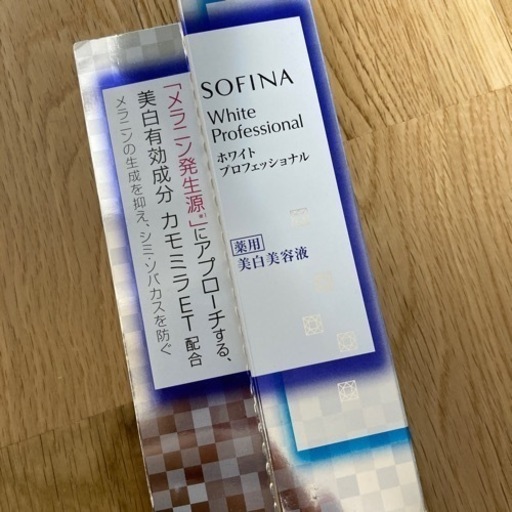 SOFINA
White
Professional
ホワイト
プロフェッショナル
薬用
美白美容液
「メラニン発生源※」にアプローチする、
美白有効成分 カモミラET 配合
メラニンの生成を抑え、シミ・ソバカスを防ぐ